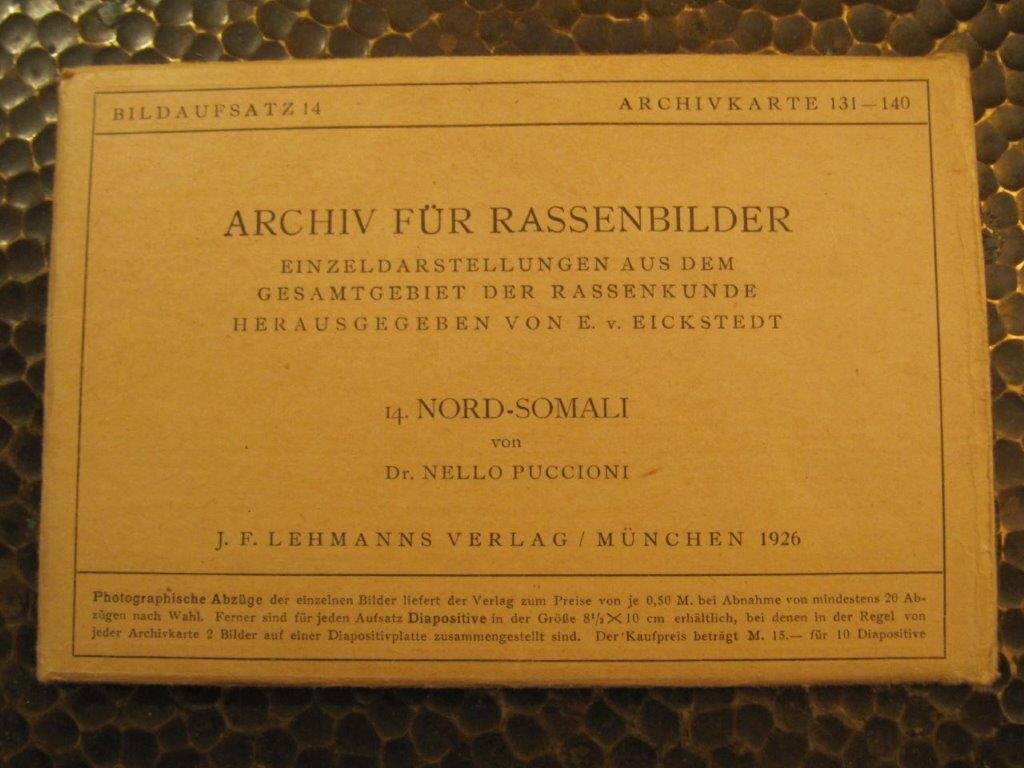 BILDAUFSATZ 14
ARCHIVKARTE 131–140
ARCHIV FÜR RASSENBILDER
EINZELDARSTELLUNGEN AUS DEM
GESAMTGEBIET DER RASSENKUNDE
HERAUSGEGEBEN VON E. v. EICKSTEDT
14. NORD-SOMALI
von
Dr. NELLO PUCCIONI
J. F. LEHMANNS VERLAG / MÜNCHEN 1926
Photographische Abzüge der einzelnen Bilder liefert der Verlag zum Preise von je 0,50 M. bei Abnahme von mindestens 20 Ab-
zügen nach Wahl. Ferner sind für jeden Aufsatz Diapositive in der Größe 8½×10 cm erhältlich, bei denen in der Regel von
jeder Archivkarte 2 Bilder auf einer Diapositivplatte zusammengestellt sind. Der Kaufpreis beträgt M. 15.— für 10 Diapositive